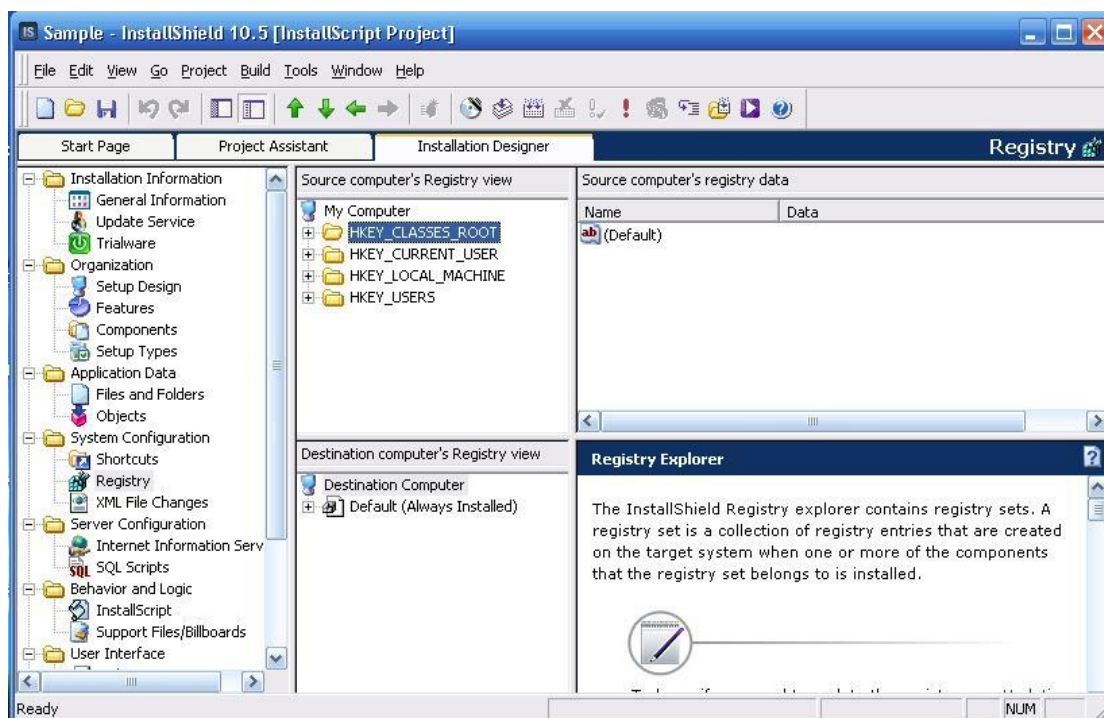 Sample - InstallShield 10.5 [InstallScript Project]
File Edit View Go Project Build Tools Window Help
Start Page Project Assistant Installation Designer Registry
Installation Information
General Information
Update Service
Trialware
Organization
Setup Design
Features
Components
Setup Types
Application Data
Files and Folders
Objects
System Configuration
Shortcuts
Registry
XML File Changes
Server Configuration
Internet Information Serv
SQL Scripts
Behavior and Logic
InstallScript
Support Files/Billboards
User Interface
Source computer's Registry view
My Computer
HKEY_CLASSES_ROOT
HKEY_CURRENT_USER
HKEY_LOCAL_MACHINE
HKEY_USERS
Source computer's registry data
Name Data
(Default)
Destination computer's Registry view
Destination Computer
Default (Always Installed)
Registry Explorer
The InstallShield Registry explorer contains registry sets. A
registry set is a collection of registry entries that are created
on the target system when one or more of the components
that the registry set belongs to is installed.
Ready
NUM